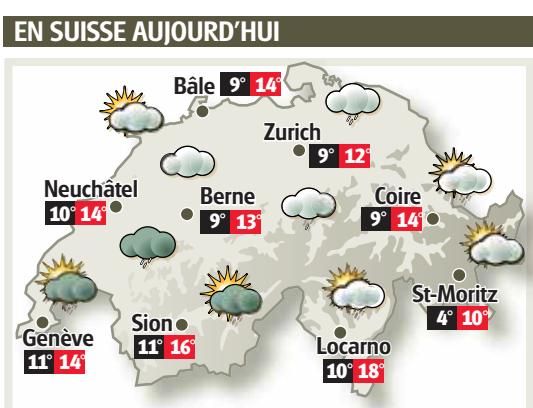 EN SUISSE AUJOURD'HUI
Bâle 9° 14°
Zurich
9° 12°
Neuchâtel
10° 14°
Berne
9° 13°
Coire
9° 14°
St-Moritz
4° 10°
Genève
11° 14°
Sion
11° 16°
Locarno
10° 18°